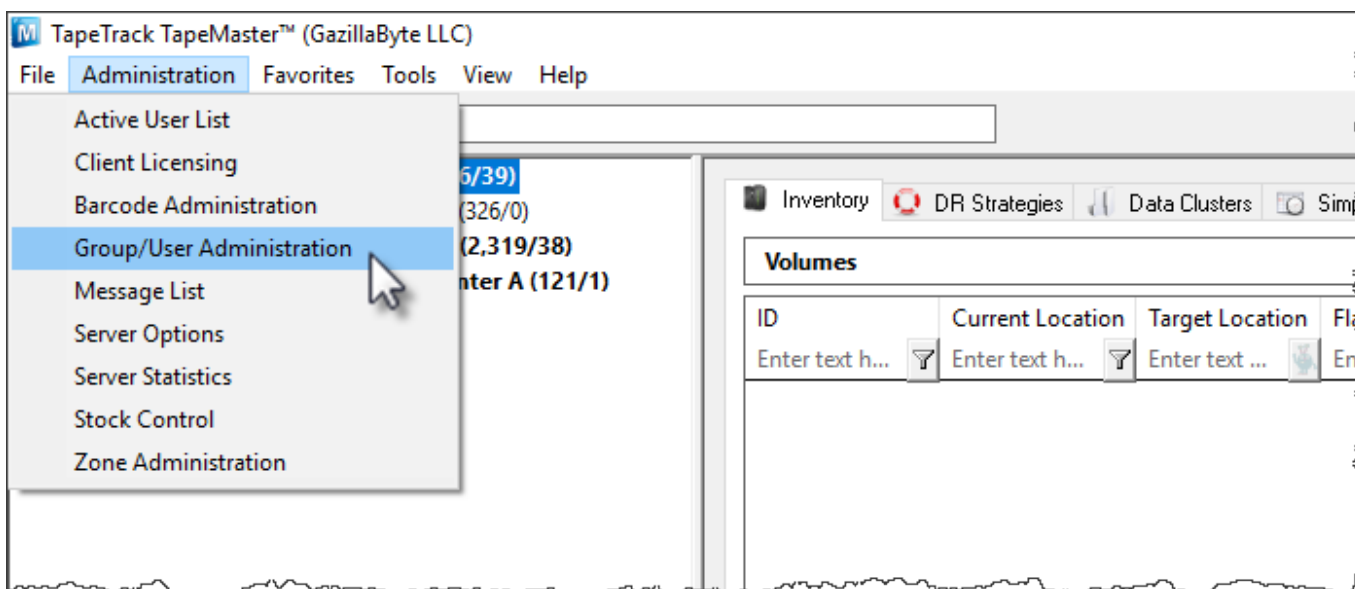 TapeTrack TapeMaster™ (GazillaByte LLC)
File Administration Favorites Tools View Help
Active User List
Client Licensing
Barcode Administration
Group/User Administration
Message List
Server Options
Server Statistics
Stock Control
Zone Administration
6/39)
(326/0)
(2,319/38)
nter A (121/1)
Inventory DR Strategies Data Clusters Simp
Volumes
ID Current Location Target Location Fla
Enter text h... Enter text h... Enter text ... En